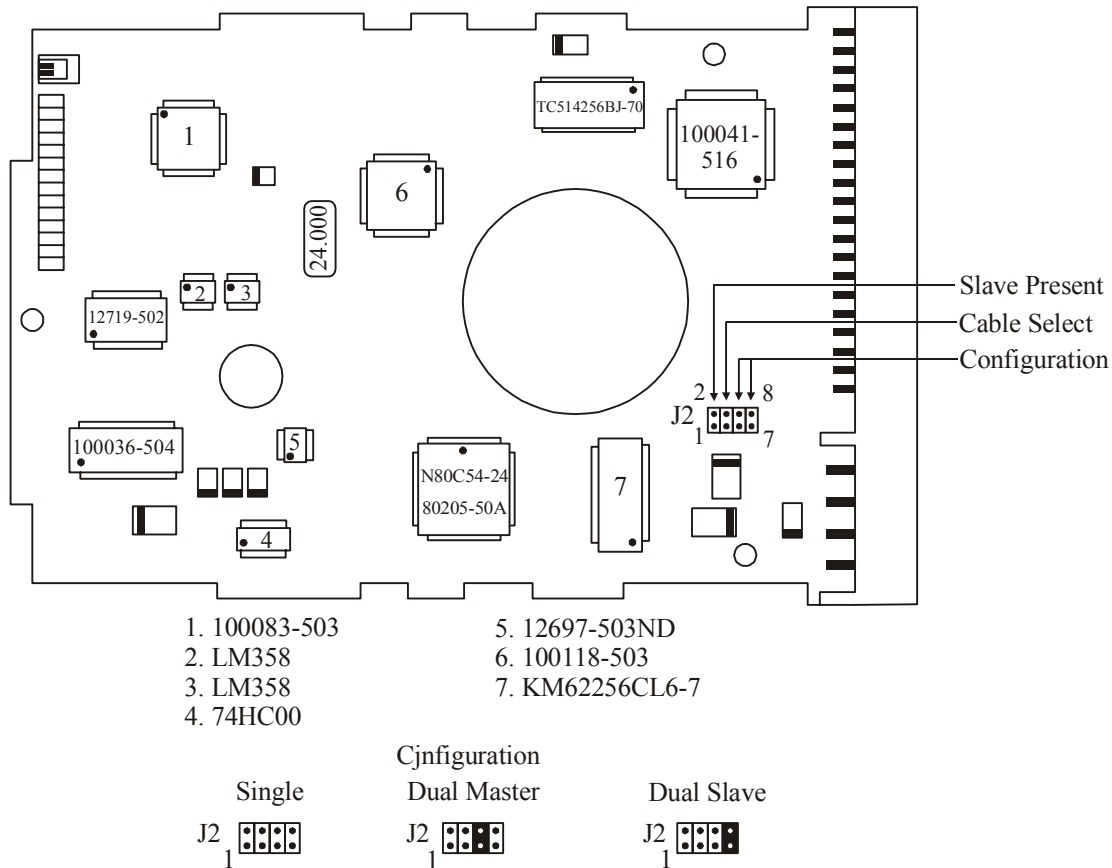 TC514256BJ-70
1
100041-
516
6
24.000
2
3
12719-502
Slave Present
Cable Select
Configuration
2
8
J2
1
7
100036-504
5
N80C54-24
80205-50A
7
4
1. 100083-503
2. LM358
3. LM358
4. 74HC00
5. 12697-503ND
6. 100118-503
7. KM62256CL6-7
Cjnfiguration
Single
Dual Master
Dual Slave
J2
1
J2
1
J2
1